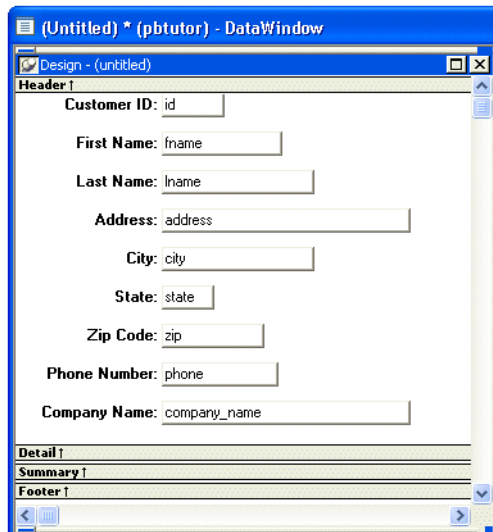 (Untitled) * (pbtutor) - DataWindow
Design - (untitled)
Header ↑
Customer ID: id
First Name: fname
Last Name: lname
Address: address
City: city
State: state
Zip Code: zip
Phone Number: phone
Company Name: company_name
Detail ↑
Summary ↑
Footer ↑